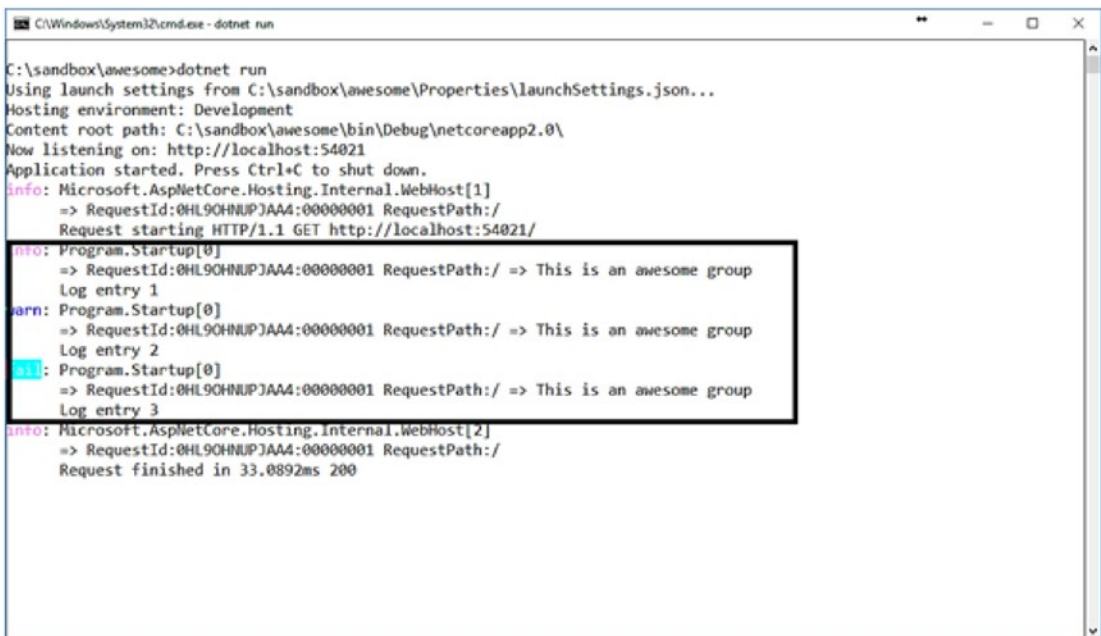 C:\Windows\System32\cmd.exe - dotnet run
C:\sandbox\awesome>dotnet run
Using launch settings from C:\sandbox\awesome\Properties\launchSettings.json...
Hosting environment: Development
Content root path: C:\sandbox\awesome\bin\Debug\netcoreapp2.0\
Now listening on: http://localhost:54021
Application started. Press Ctrl+C to shut down.
info: Microsoft.AspNetCore.Hosting.Internal.WebHost[1]
=> RequestId:0HL9OHNUPJAA4:00000001 RequestPath:/
Request starting HTTP/1.1 GET http://localhost:54021/
info: Program.Startup[0]
=> RequestId:0HL9OHNUPJAA4:00000001 RequestPath:/ => This is an awesome group
Log entry 1
warn: Program.Startup[0]
=> RequestId:0HL9OHNUPJAA4:00000001 RequestPath:/ => This is an awesome group
Log entry 2
fail: Program.Startup[0]
=> RequestId:0HL9OHNUPJAA4:00000001 RequestPath:/ => This is an awesome group
Log entry 3
info: Microsoft.AspNetCore.Hosting.Internal.WebHost[2]
=> RequestId:0HL9OHNUPJAA4:00000001 RequestPath:/
Request finished in 33.0892ms 200